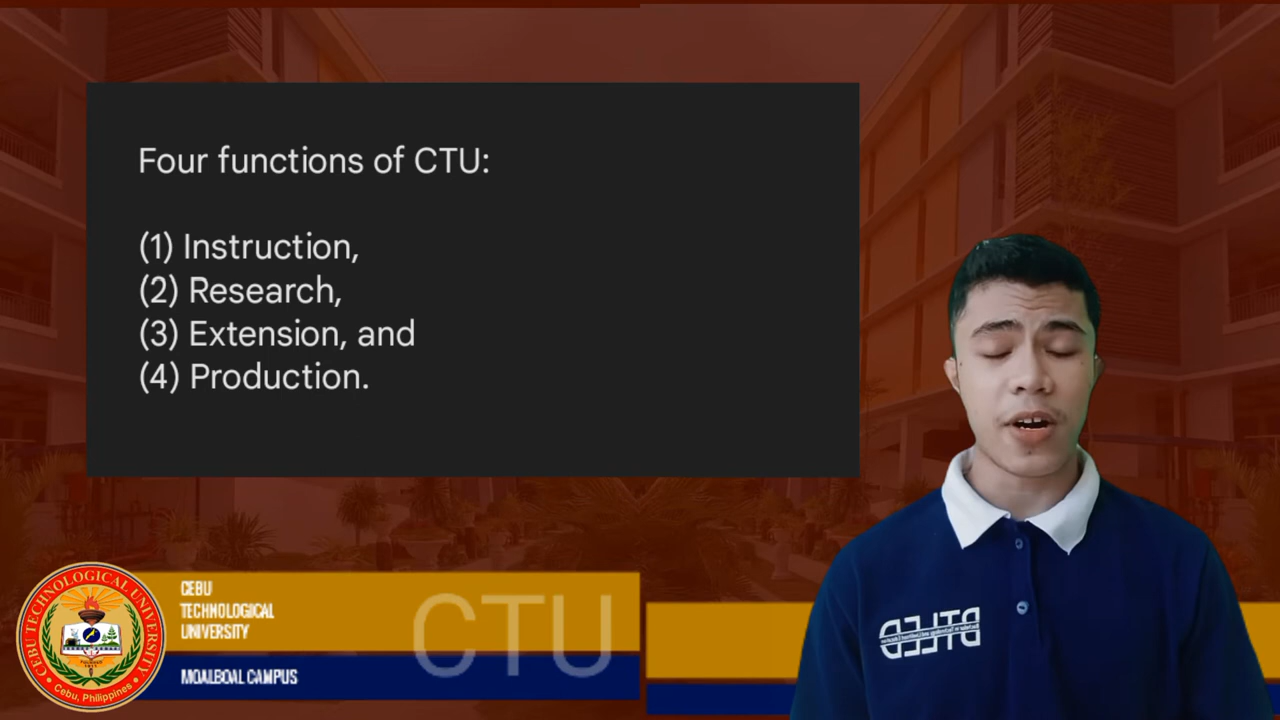 Four functions of CTU:
(1) Instruction,
(2) Research,
(3) Extension, and
(4) Production.
CEBU
TECHNOLOGICAL
UNIVERSITY
CTU
MOALBOAL CAMPUS
CEBU TECHNOLOGICAL UNIVERSITY
Cebu, Philippines
BTLED